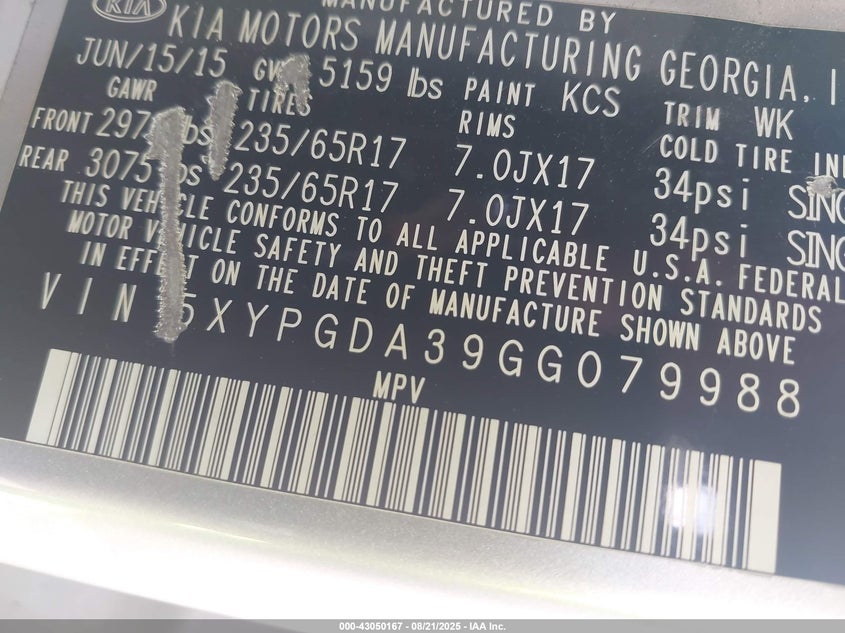 KIA
MANUFACTURED BY
KIA MOTORS MANUFACTURING GEORGIA,
JUN/15/15 5159 lbs PAINT KCS TRIM WK
GAWR TIRES RIMS COLD TIRE
FRONT 235/65R17 7.0JX17 34psi
REAR 3075 235/65R17 7.0JX17 34psi
THIS VEHICLE CONFORMS TO ALL APPLICABLE U.S.A. FEDERAL
MOTOR VEHICLE SAFETY AND THEFT PREVENTION STANDARDS
IN EFFECT ON THE DATE OF MANUFACTURE SHOWN ABOVE
VIN 5XYPGDA39GG079988
MPV
000-43050167 - 08/21/2025 - IAA Inc.